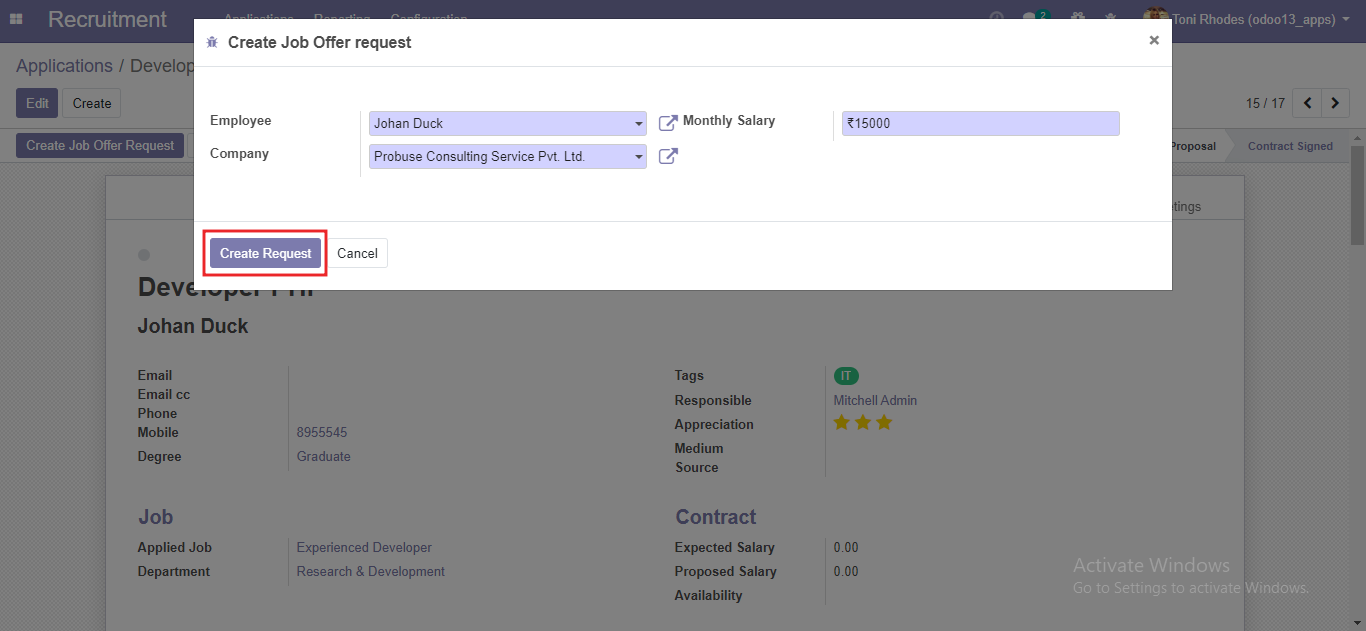 Recruitment Applications Reporting Configuration 2 Toni Rhodes (odoo13_apps)
Create Job Offer request ×
Applications / Develop
Edit Create 15 / 17
Create Job Offer Request Proposal Contract Signed
Employee Johan Duck Monthly Salary ₹15000
Company Probuse Consulting Service Pvt. Ltd.
Create Request Cancel
Johan Duck
Email
Email cc
Phone
Mobile 8955545
Degree Graduate
Tags IT
Responsible Mitchell Admin
Appreciation
Medium
Source
Job
Applied Job Experienced Developer
Department Research & Development
Contract
Expected Salary 0.00
Proposed Salary 0.00
Availability
Activate Windows
Go to Settings to activate Windows.